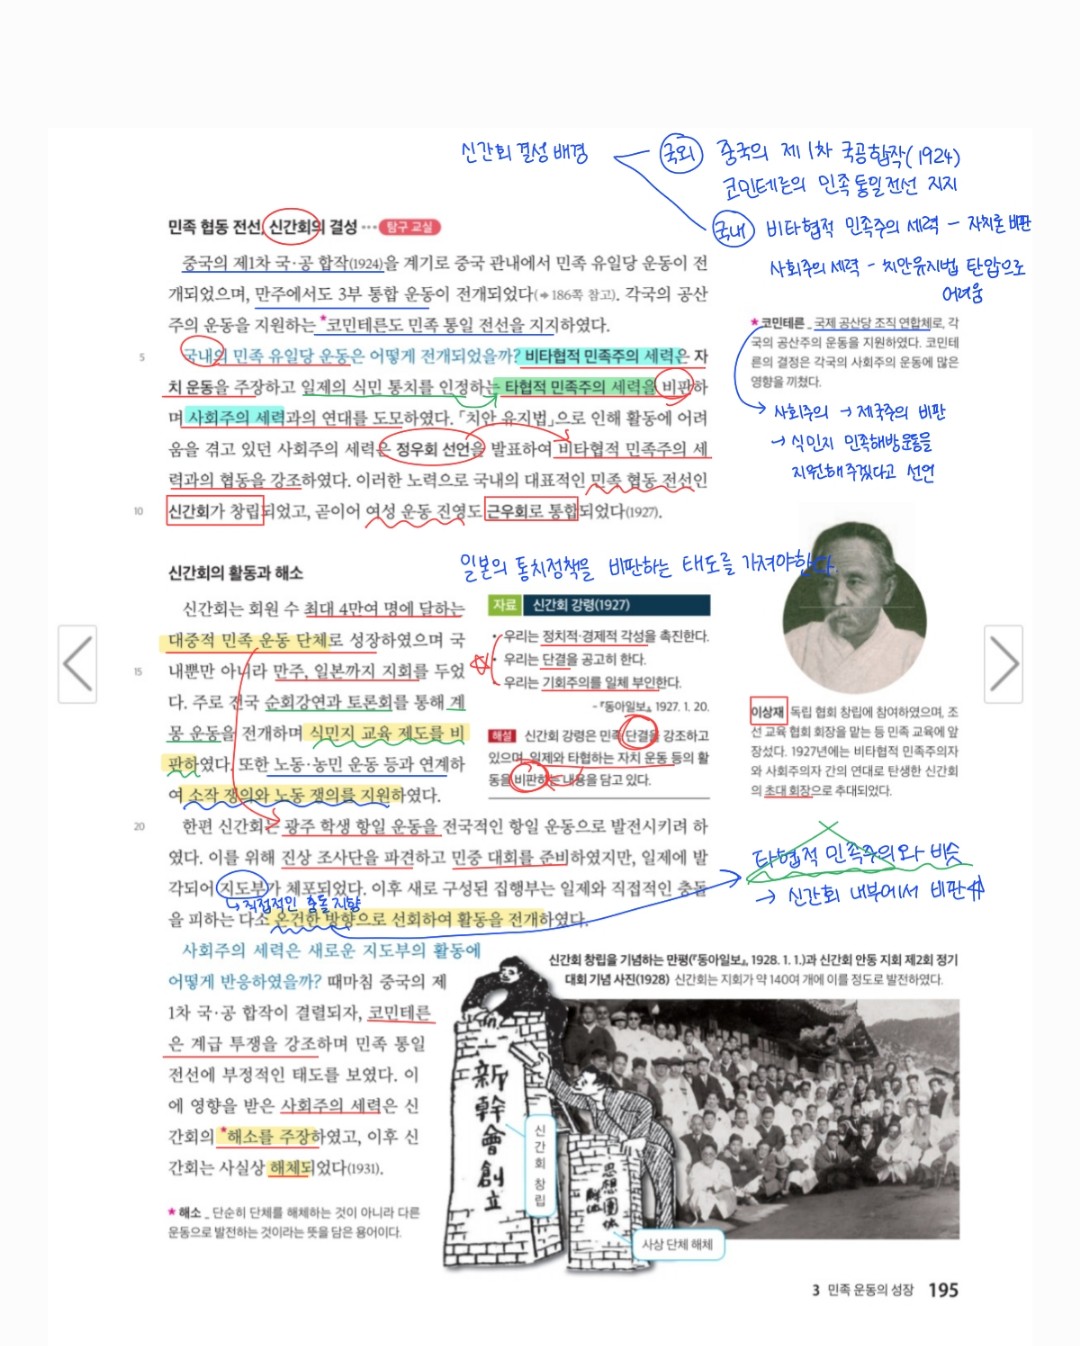 신간회 결성 배경
국외 중국의 제1차 국공합작(1924)
코민테른의 민족통일전선 지지
국내 비타협적 민족주의 세력 - 자치론 비판
사회주의 세력 - 치안유지법 탄압으로
어려움
민족 협동 전선, 신간회의 결성 ··· 탐구 교실
중국의 제1차 국·공 합작(1924)을 계기로 중국 관내에서 민족 유일당 운동이 전
개되었으며, 만주에서도 3부 통합 운동이 전개되었다(➔186쪽 참고). 각국의 공산
주의 운동을 지원하는 *코민테른도 민족 통일 전선을 지지하였다.
5 국내의 민족 유일당 운동은 어떻게 전개되었을까? 비타협적 민족주의 세력은 자
치 운동을 주장하고 일제의 식민 통치를 인정하는 타협적 민족주의 세력을 비판하
며 사회주의 세력과의 연대를 도모하였다. 「치안 유지법」으로 인해 활동에 어려
움을 겪고 있던 사회주의 세력은 정우회 선언을 발표하여 비타협적 민족주의 세
력과의 협동을 강조하였다. 이러한 노력으로 국내의 대표적인 민족 협동 전선인
10 신간회가 창립되었고, 곧이어 여성 운동 진영도 근우회로 통합되었다(1927).
★코민테른_ 국제 공산당 조직 연합체로, 각
국의 공산주의 운동을 지원하였다. 코민테
른의 결정은 각국의 사회주의 운동에 많은
영향을 끼쳤다.
사회주의 → 제국주의 비판
→ 식민지 민족해방운동을
지원해주겠다고 선언
신간회의 활동과 해소
일본의 통치정책을 비판하는 태도를 가져야한다
신간회는 회원 수 최대 4만여 명에 달하는
대중적 민족 운동 단체로 성장하였으며 국
15 내뿐만 아니라 만주, 일본까지 지회를 두었
다. 주로 전국 순회강연과 토론회를 통해 계
몽 운동을 전개하며 식민지 교육 제도를 비
판하였다. 또한 노동·농민 운동 등과 연계하
여 소작 쟁의와 노동 쟁의를 지원하였다.
자료 신간회 강령(1927)
• 우리는 정치적·경제적 각성을 촉진한다.
• 우리는 단결을 공고히 한다.
• 우리는 기회주의를 일체 부인한다.
- 『동아일보』, 1927. 1. 20.
해설 신간회 강령은 민족 단결을 강조하고
있으며, 일제와 타협하는 자치 운동 등의 활
동을 비판하는 내용을 담고 있다.
이상재 독립 협회 창립에 참여하였으며, 조
선 교육 협회 회장을 맡는 등 민족 교육에 앞
장섰다. 1927년에는 비타협적 민족주의자
와 사회주의자 간의 연대로 탄생한 신간회
의 초대 회장으로 추대되었다.
20 한편 신간회는 광주 학생 항일 운동을 전국적인 항일 운동으로 발전시키려 하
였다. 이를 위해 진상 조사단을 파견하고 민중 대회를 준비하였지만, 일제에 발
각되어 지도부가 체포되었다. 이후 새로 구성된 집행부는 일제와 직접적인 충돌
↳ 직접적인 충돌 지향
을 피하는 다소 온건한 방향으로 선회하여 활동을 전개하였다.
타협적 민족주의와 비슷
→ 신간회 내부에서 비판
사회주의 세력은 새로운 지도부의 활동에
어떻게 반응하였을까? 때마침 중국의 제
1차 국·공 합작이 결렬되자, 코민테른
은 계급 투쟁을 강조하며 민족 통일
전선에 부정적인 태도를 보였다. 이
에 영향을 받은 사회주의 세력은 신
간회의 *해소를 주장하였고, 이후 신
간회는 사실상 해체되었다(1931).
★해소_ 단순히 단체를 해체하는 것이 아니라 다른
운동으로 발전하는 것이라는 뜻을 담은 용어이다.
신간회 창립을 기념하는 만평(『동아일보』, 1928. 1. 1.)과 신간회 안동 지회 제2회 정기
대회 기념 사진(1928) 신간회는 지회가 약 140여 개에 이를 정도로 발전하였다.
新幹會創立
신간회 창립
思想團体
사상 단체 해체
3 민족 운동의 성장 195